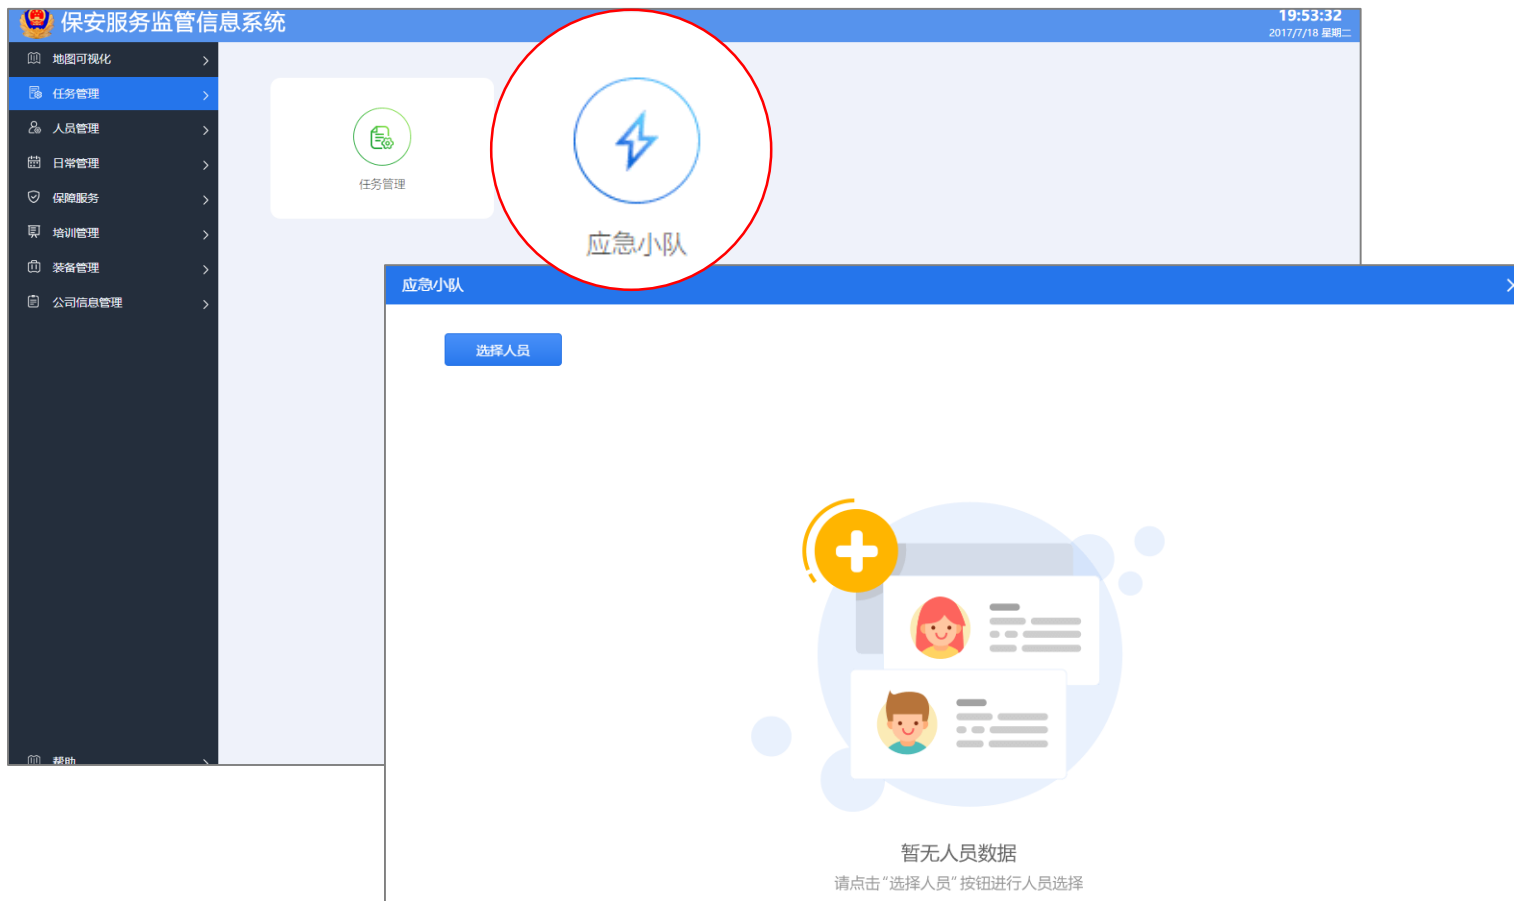 保安服务监管信息系统
19:53:32
2017/7/18 星期二
地图可视化
任务管理
人员管理
日常管理
保障服务
培训管理
装备管理
公司信息管理
帮助
任务管理
应急小队
应急小队
选择人员
暂无人员数据
请点击“选择人员”按钮进行人员选择